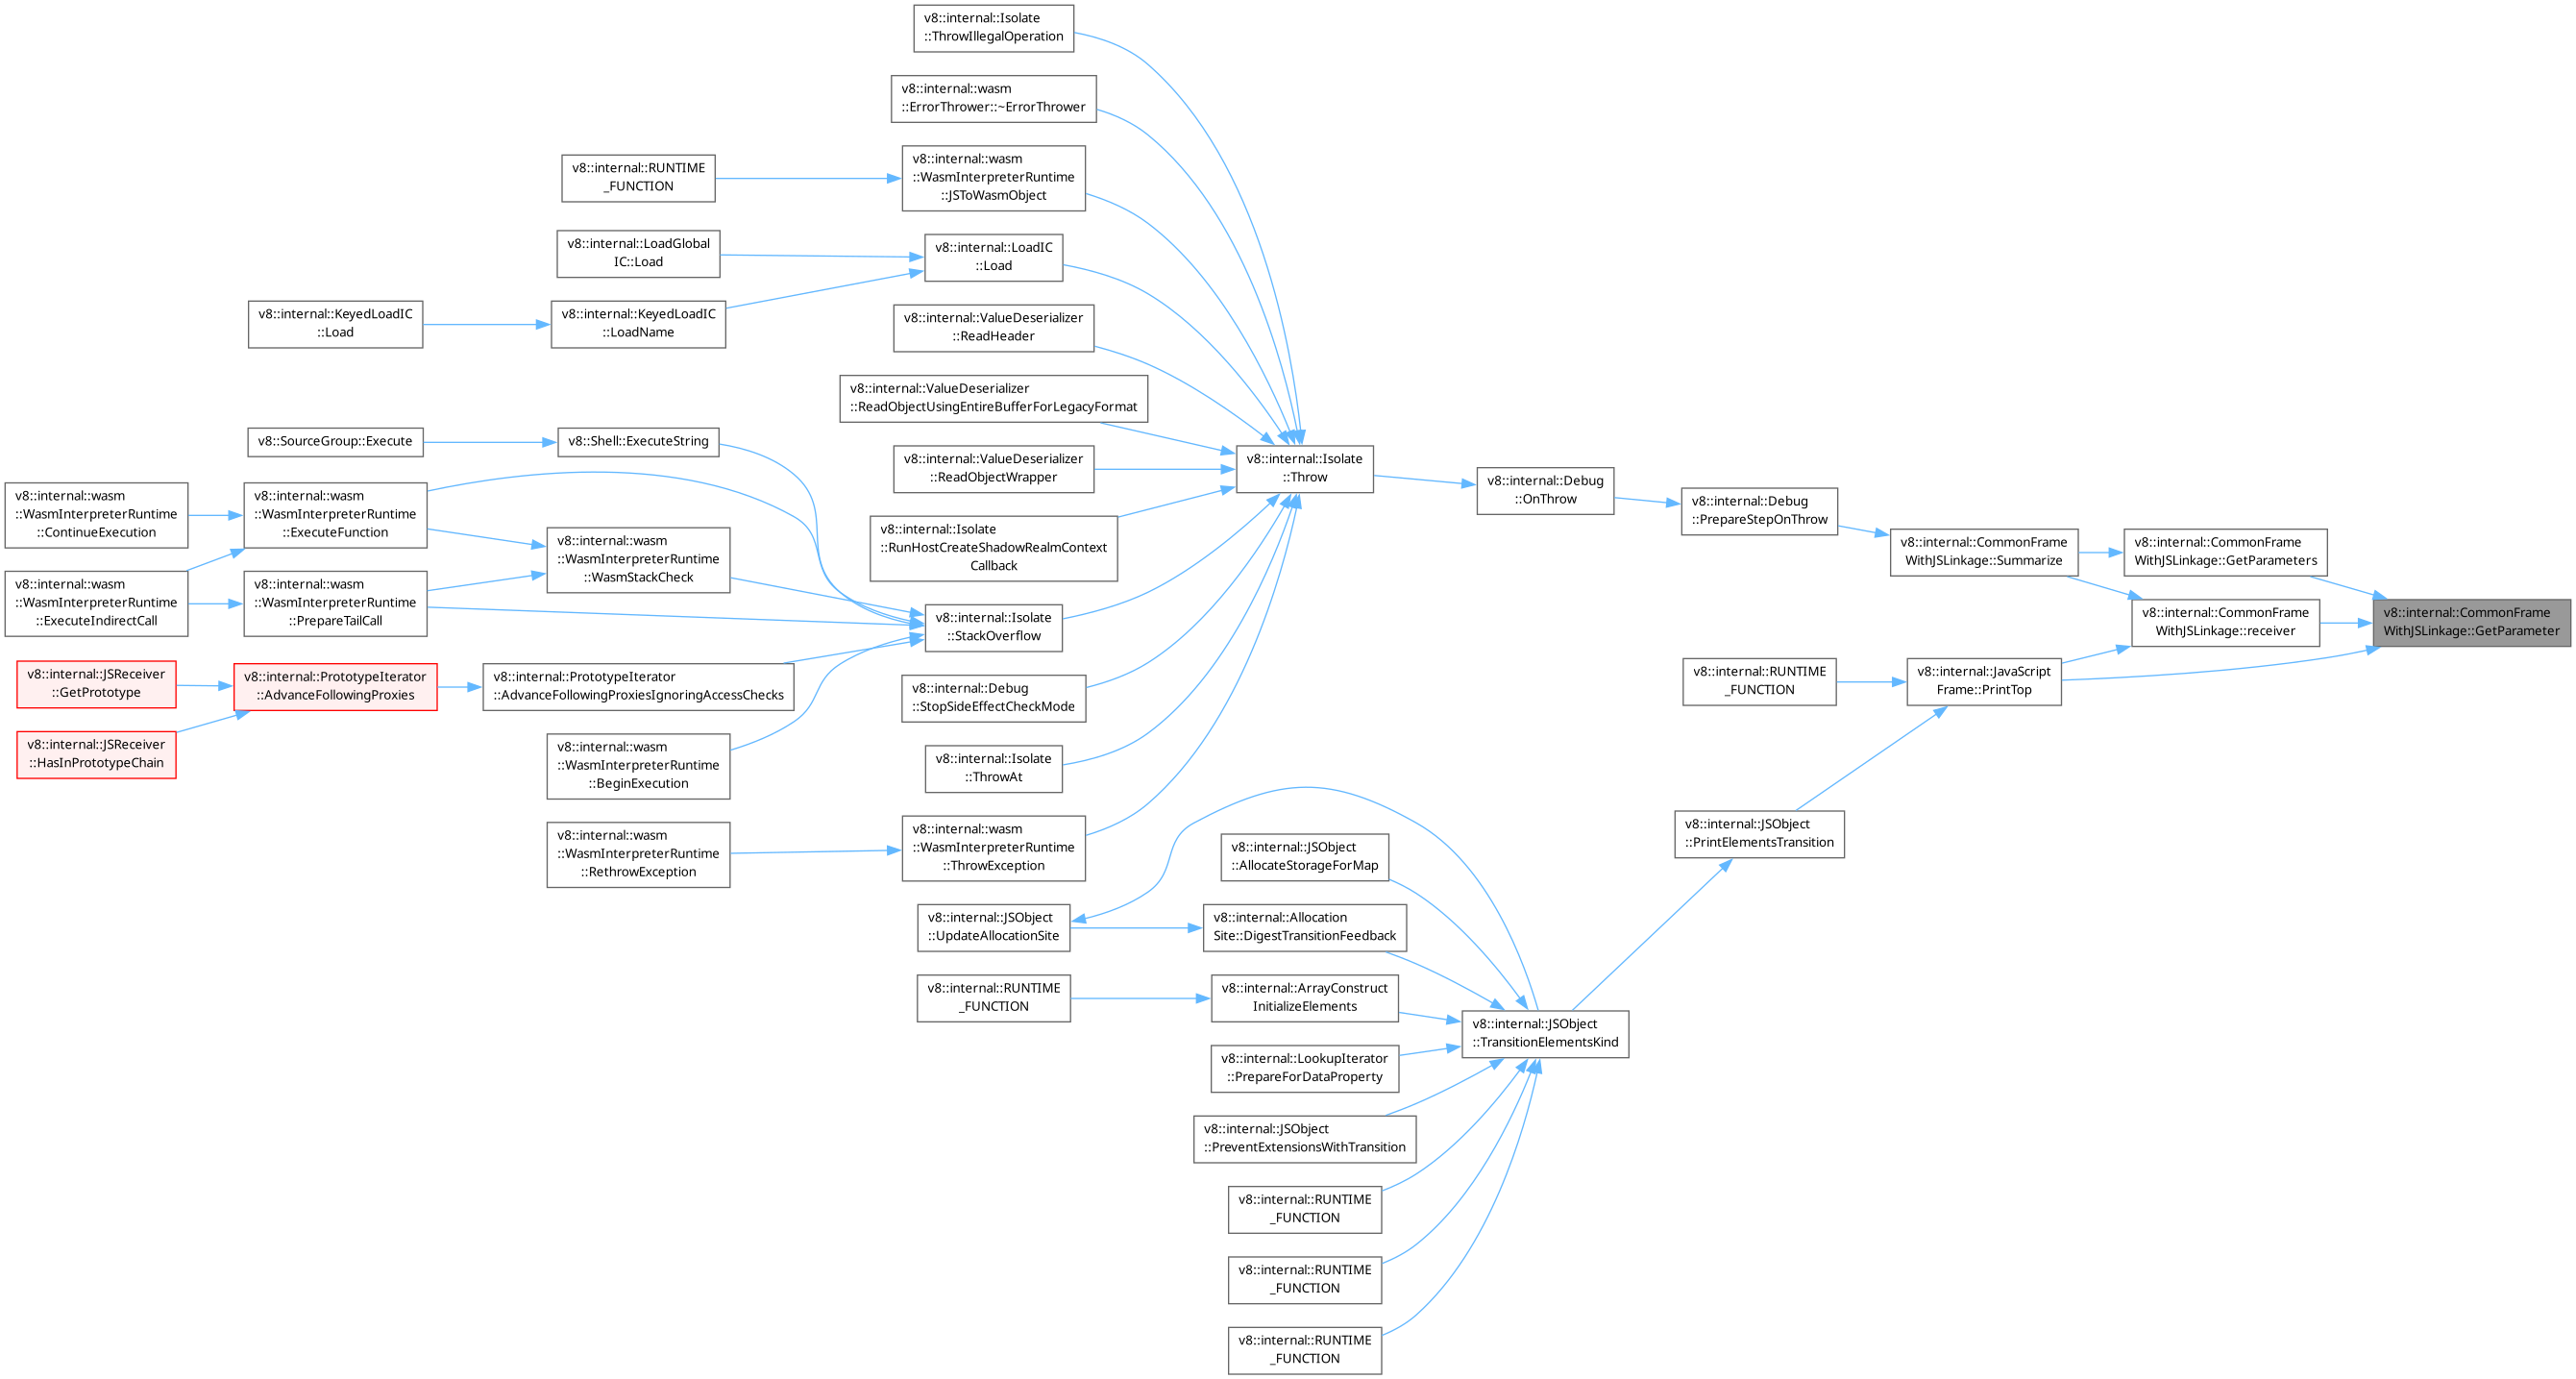 v8::internal::Isolate
::ThrowIllegalOperation
v8::internal::wasm
::ErrorThrower::~ErrorThrower
v8::internal::RUNTIME
_FUNCTION
v8::internal::wasm
::WasmInterpreterRuntime
::JSToWasmObject
v8::internal::LoadGlobal
IC::Load
v8::internal::LoadIC
::Load
v8::internal::KeyedLoadIC
::Load
v8::internal::KeyedLoadIC
::LoadName
v8::internal::ValueDeserializer
::ReadHeader
v8::internal::ValueDeserializer
::ReadObjectUsingEntireBufferForLegacyFormat
v8::SourceGroup::Execute
v8::Shell::ExecuteString
v8::internal::ValueDeserializer
::ReadObjectWrapper
v8::internal::Isolate
::Throw
v8::internal::Debug
::OnThrow
v8::internal::Debug
::PrepareStepOnThrow
v8::internal::wasm
::WasmInterpreterRuntime
::ContinueExecution
v8::internal::wasm
::WasmInterpreterRuntime
::ExecuteFunction
v8::internal::wasm
::WasmInterpreterRuntime
::WasmStackCheck
v8::internal::Isolate
::RunHostCreateShadowRealmContext
Callback
v8::internal::CommonFrame
WithJSLinkage::Summarize
v8::internal::CommonFrame
WithJSLinkage::GetParameters
v8::internal::wasm
::WasmInterpreterRuntime
::ExecuteIndirectCall
v8::internal::wasm
::WasmInterpreterRuntime
::PrepareTailCall
v8::internal::Isolate
::StackOverflow
v8::internal::CommonFrame
WithJSLinkage::receiver
v8::internal::CommonFrame
WithJSLinkage::GetParameter
v8::internal::JSReceiver
::GetPrototype
v8::internal::PrototypeIterator
::AdvanceFollowingProxies
v8::internal::PrototypeIterator
::AdvanceFollowingProxiesIgnoringAccessChecks
v8::internal::Debug
::StopSideEffectCheckMode
v8::internal::RUNTIME
_FUNCTION
v8::internal::JavaScript
Frame::PrintTop
v8::internal::JSReceiver
::HasInPrototypeChain
v8::internal::wasm
::WasmInterpreterRuntime
::BeginExecution
v8::internal::Isolate
::ThrowAt
v8::internal::wasm
::WasmInterpreterRuntime
::RethrowException
v8::internal::wasm
::WasmInterpreterRuntime
::ThrowException
v8::internal::JSObject
::AllocateStorageForMap
v8::internal::JSObject
::PrintElementsTransition
v8::internal::JSObject
::UpdateAllocationSite
v8::internal::Allocation
Site::DigestTransitionFeedback
v8::internal::RUNTIME
_FUNCTION
v8::internal::ArrayConstruct
InitializeElements
v8::internal::JSObject
::TransitionElementsKind
v8::internal::LookupIterator
::PrepareForDataProperty
v8::internal::JSObject
::PreventExtensionsWithTransition
v8::internal::RUNTIME
_FUNCTION
v8::internal::RUNTIME
_FUNCTION
v8::internal::RUNTIME
_FUNCTION